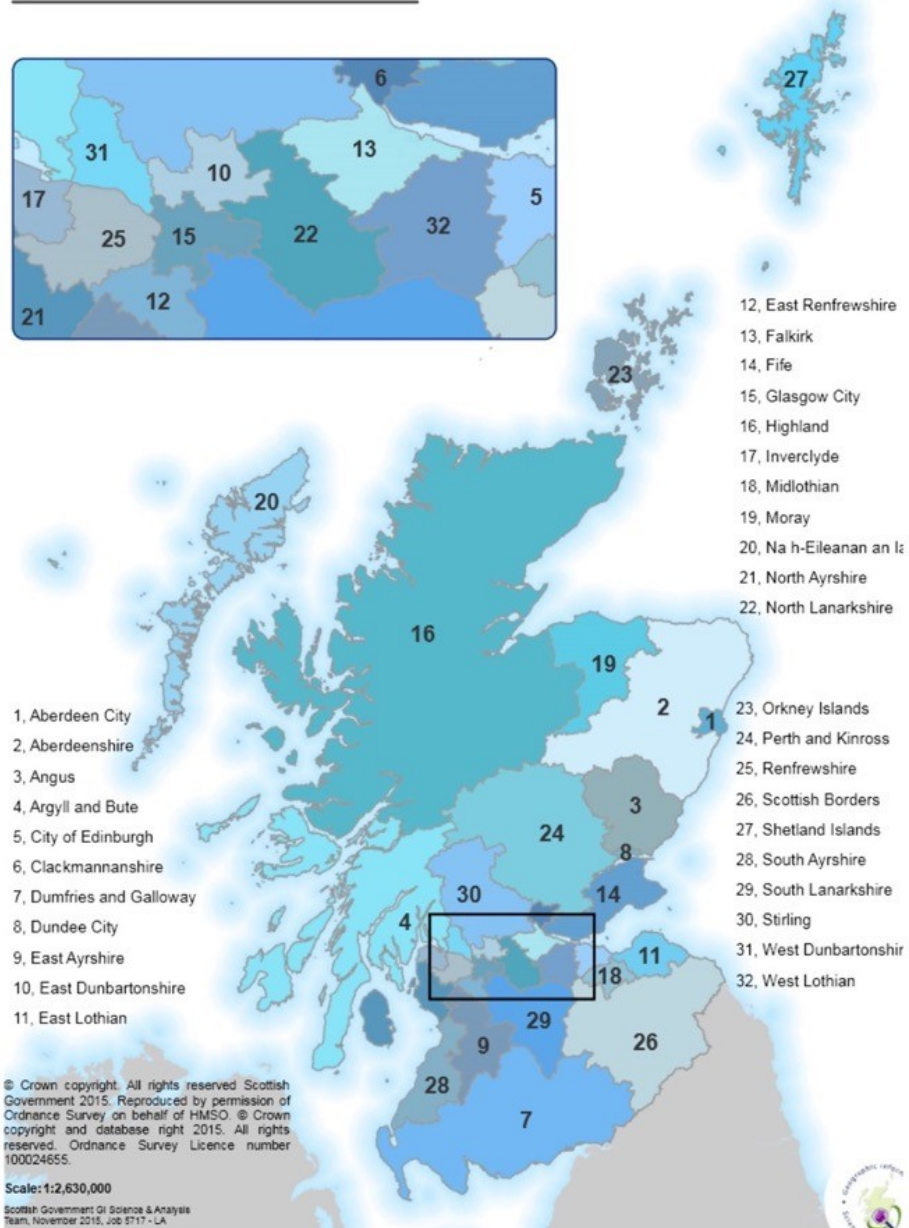 6
27
31
13
10
17
5
32
25
15
22
12
21
12, East Renfrewshire
13, Falkirk
14, Fife
15, Glasgow City
16, Highland
17, Inverclyde
18, Midlothian
19, Moray
20, Na h-Eileanan an
21, North Ayrshire
22, North Lanarkshire
23
20
16
19
2
1
3
24
8
30
14
4
11
18
29
26
9
28
7
1, Aberdeen City
2, Aberdeenshire
3, Angus
4, Argyll and Bute
5, City of Edinburgh
6, Clackmannanshire
7, Dumfries and Galloway
8, Dundee City
9, East Ayrshire
10, East Dunbartonshire
11, East Lothian
23, Orkney Islands
24, Perth and Kinross
25, Renfrewshire
26, Scottish Borders
27, Shetland Islands
28, South Ayrshire
29, South Lanarkshire
30, Stirling
31, West Dunbartonshir
32, West Lothian
© Crown copyright. All rights reserved Scottish
Government 2015. Reproduced by permission of
Ordnance Survey on behalf of HMSO. © Crown
copyright and database right 2015. All rights
reserved. Ordnance Survey Licence number
100024655.
Scale:1:2,630,000
Scottish Government GI Science & Analysis
Team, November 2015, Job 5717 - LA